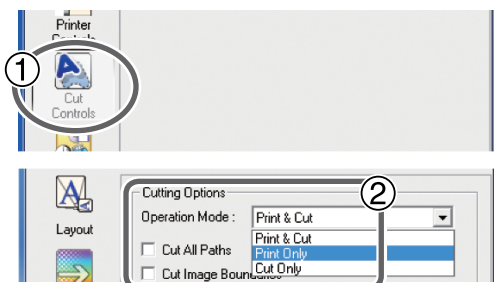 Printer
Controls
1
Cut
Controls
2
Layout
Cutting Options
Operation Mode :
Print & Cut
Print & Cut
Print Only
Cut Only
Cut All Paths
Cut Image